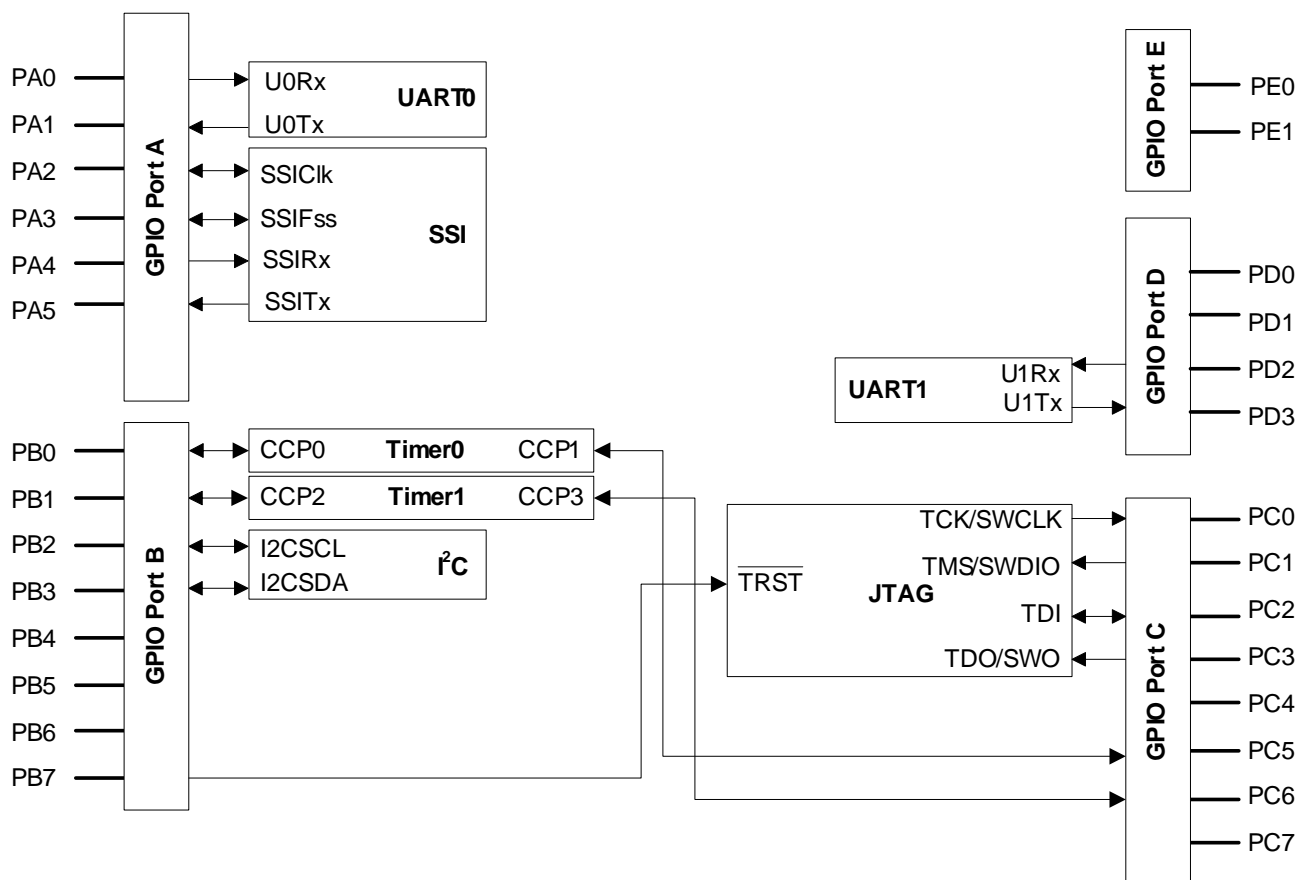 GPIO Port A
PA0
PA1
PA2
PA3
PA4
PA5
U0Rx
U0Tx
UART0
SSIClk
SSIFss
SSIRx
SSITx
SSI
GPIO Port E
PE0
PE1
GPIO Port D
PD0
PD1
PD2
PD3
UART1
U1Rx
U1Tx
GPIO Port B
PB0
PB1
PB2
PB3
PB4
PB5
PB6
PB7
CCP0 Timer0 CCP1
CCP2 Timer1 CCP3
I2CSCL
I2CSDA
I²C
TRST
JTAG
TCK/SWCLK
TMS/SWDIO
TDI
TDO/SWO
GPIO Port C
PC0
PC1
PC2
PC3
PC4
PC5
PC6
PC7